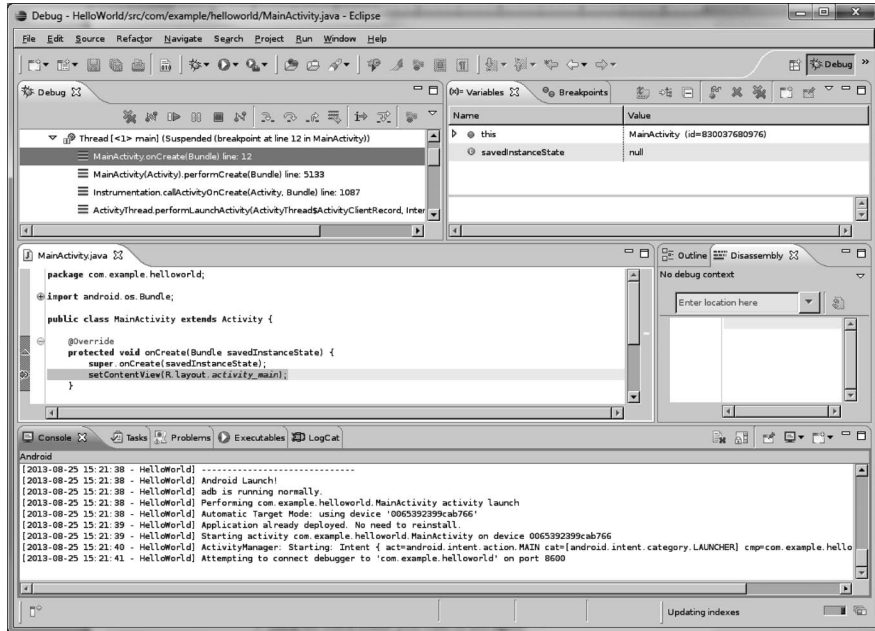 Debug - HelloWorld/src/com/example/helloworld/MainActivity.java - Eclipse
File Edit Source Refactor Navigate Search Project Run Window Help
Debug »
Debug
Thread [<1> main] (Suspended (breakpoint at line 12 in MainActivity))
MainActivity.onCreate(Bundle) line: 12
MainActivity(Activity).performCreate(Bundle) line: 5133
Instrumentation.callActivityOnCreate(Activity, Bundle) line: 1087
ActivityThread.performLaunchActivity(ActivityThread$ActivityClientRecord, Inter
(x)= Variables Breakpoints
Name Value
this MainActivity (id=830037680976)
savedInstanceState null
MainActivity.java
package com.example.helloworld;
import android.os.Bundle;
public class MainActivity extends Activity {
@Override
protected void onCreate(Bundle savedInstanceState) {
super.onCreate(savedInstanceState);
setContentView(R.layout.activity_main);
}
Outline Disassembly
No debug context
Enter location here
Console Tasks Problems Executables LogCat
Android
[2013-08-25 15:21:38 - HelloWorld] ------------------------------
[2013-08-25 15:21:38 - HelloWorld] Android Launch!
[2013-08-25 15:21:38 - HelloWorld] adb is running normally.
[2013-08-25 15:21:38 - HelloWorld] Performing com.example.helloworld.MainActivity activity launch
[2013-08-25 15:21:38 - HelloWorld] Automatic Target Mode: using device '0065392399cab766'
[2013-08-25 15:21:39 - HelloWorld] Application already deployed. No need to reinstall.
[2013-08-25 15:21:39 - HelloWorld] Starting activity com.example.helloworld.MainActivity on device 0065392399cab766
[2013-08-25 15:21:40 - HelloWorld] ActivityManager: Starting: Intent { act=android.intent.action.MAIN cat=[android.intent.category.LAUNCHER] cmp=com.example.hello
[2013-08-25 15:21:41 - HelloWorld] Attempting to connect debugger to 'com.example.helloworld' on port 8600
Updating indexes